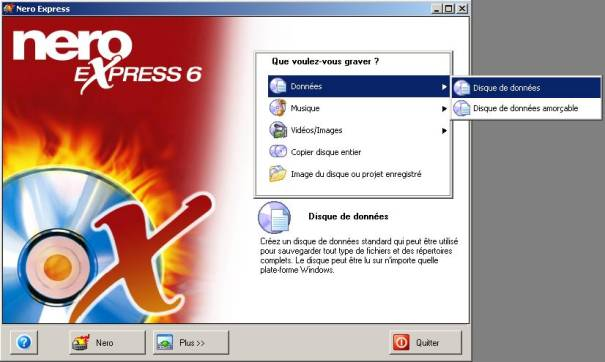 Nero Express
nero
EXPRESS 6
Que voulez-vous graver ?
Données
Disque de données
Musique
Disque de données amorçable
Vidéos/Images
Copier disque entier
Image du disque ou projet enregistré
Disque de données
Créez un disque de données standard qui peut être utilisé
pour sauvegarder tout type de fichiers et des répertoires
complets. Le disque peut être lu sur n'importe quelle
plate-forme Windows.
Nero
Plus >>
Quitter